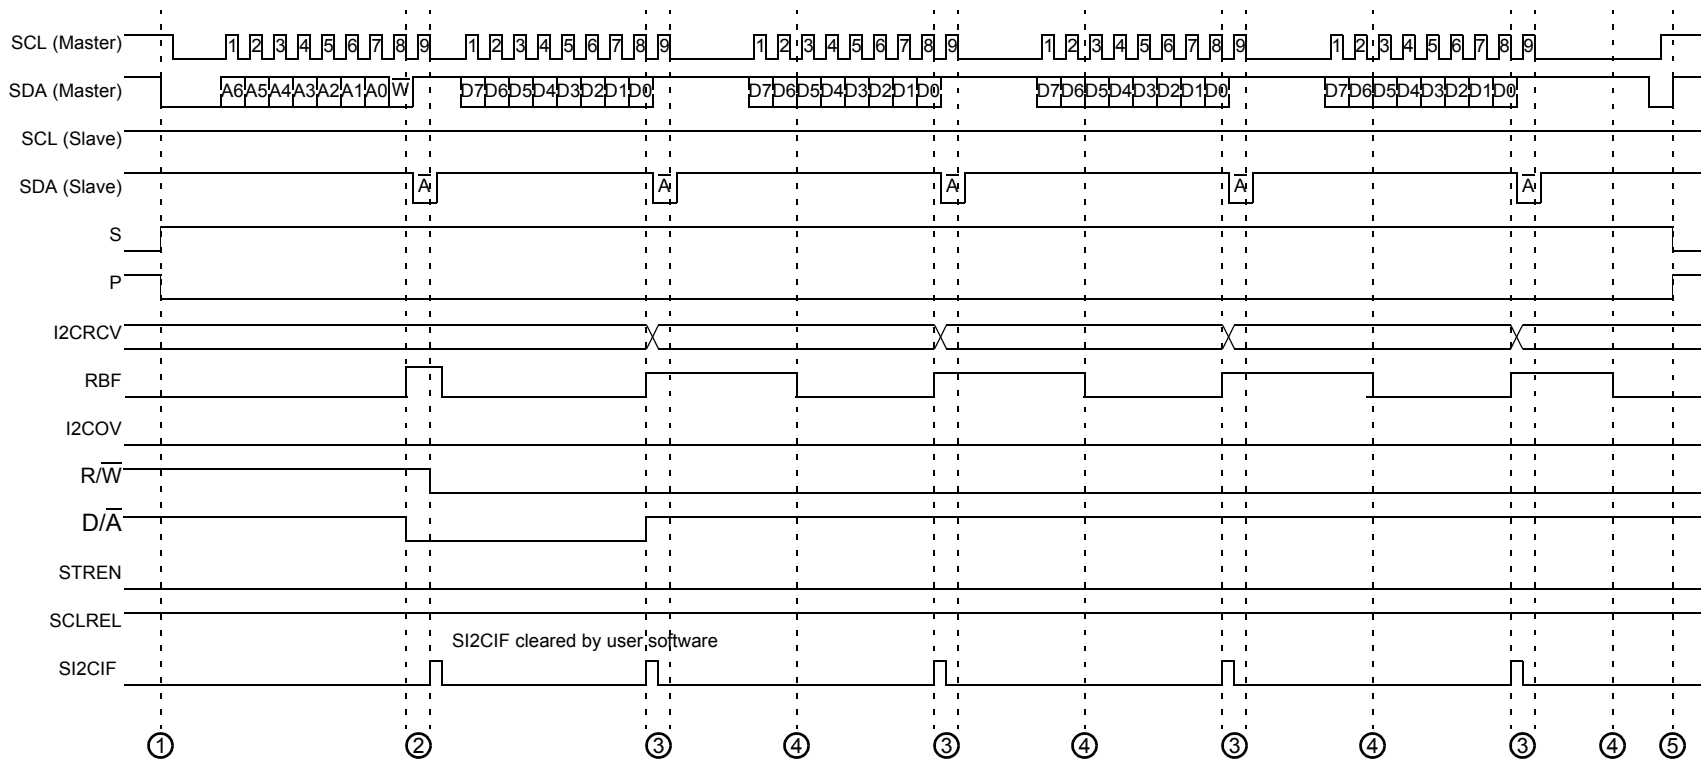 SCL (Master) 1 2 3 4 5 6 7 8 9 1 2 3 4 5 6 7 8 9 1 2 3 4 5 6 7 8 9 1 2 3 4 5 6 7 8 9 1 2 3 4 5 6 7 8 9
SDA (Master) A6 A5 A4 A3 A2 A1 A0 W̅ D7 D6 D5 D4 D3 D2 D1 D0 D7 D6 D5 D4 D3 D2 D1 D0 D7 D6 D5 D4 D3 D2 D1 D0 D7 D6 D5 D4 D3 D2 D1 D0
SCL (Slave)
SDA (Slave) A̅ A̅ A̅ A̅ A̅
S
P
I2CRCV
RBF
I2COV
R/W̅
D/A̅
STREN
SCLREL
SI2CIF cleared by user software
SI2CIF
① ② ③ ④ ③ ④ ③ ④ ③ ④ ⑤